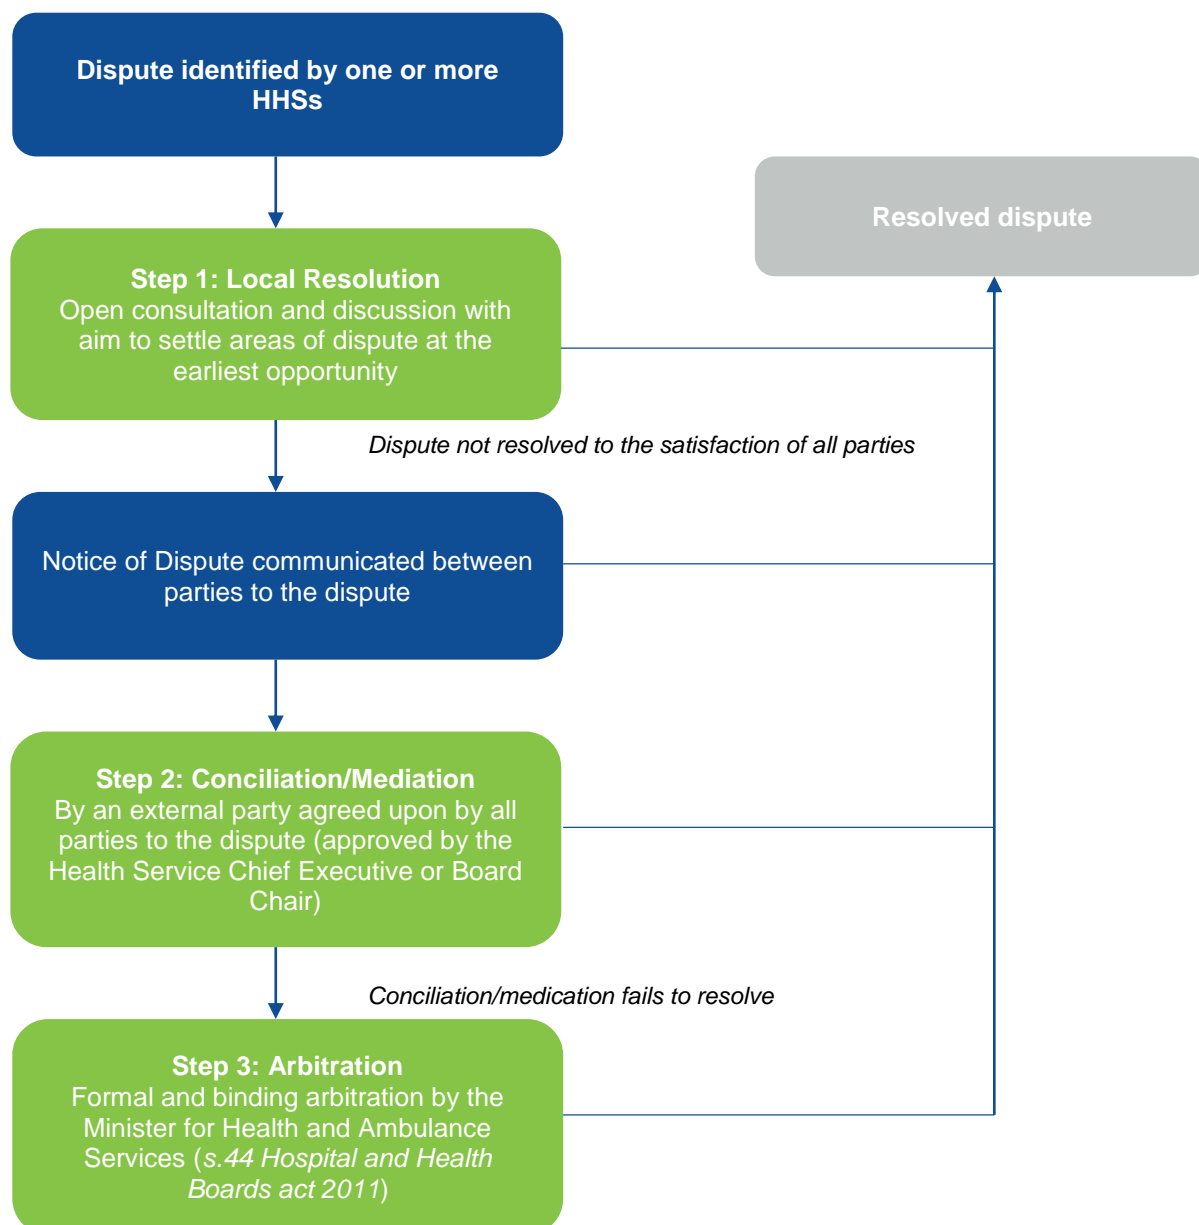 Dispute identified by one or more
HHSs
Resolved dispute
Step 1: Local Resolution
Open consultation and discussion with
aim to settle areas of dispute at the
earliest opportunity
Dispute not resolved to the satisfaction of all parties
Notice of Dispute communicated between
parties to the dispute
Step 2: Conciliation/Mediation
By an external party agreed upon by all
parties to the dispute (approved by the
Health Service Chief Executive or Board
Chair)
Conciliation/medication fails to resolve
Step 3: Arbitration
Formal and binding arbitration by the
Minister for Health and Ambulance
Services (s.44 Hospital and Health
Boards act 2011)